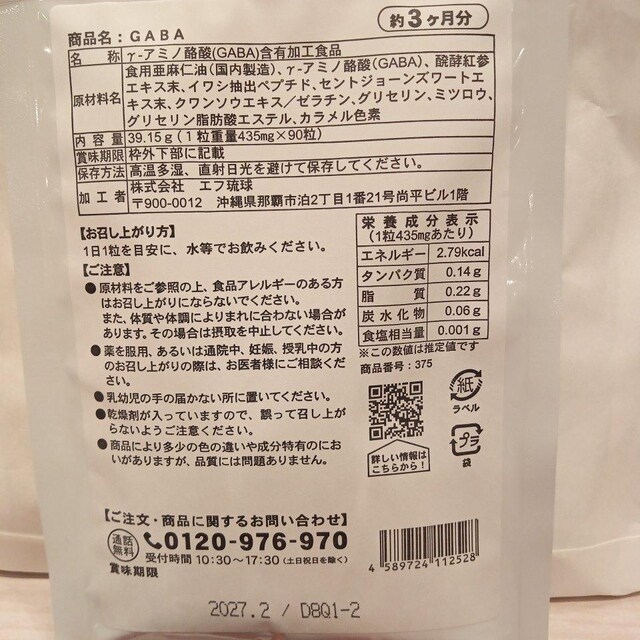 約3ヶ月分
商品名：GABA
名称 γ-アミノ酪酸(GABA)含有加工食品
原材料名 食用亜麻仁油(国内製造)、γ-アミノ酪酸(GABA)、醗酵紅参
エキス末、イワシ抽出ペプチド、セントジョーンズワートエ
キス末、クワンソウエキス／ゼラチン、グリセリン、ミツロウ、
グリセリン脂肪酸エステル、カラメル色素
内容量 39.15g(1粒重量435mg×90粒)
賞味期限 枠外下部に記載
保存方法 高温多湿、直射日光を避けて保存してください。
加工者 株式会社 エフ琉球
〒900-0012 沖縄県那覇市泊2丁目1番21号尚平ビル1階
【お召し上がり方】
1日1粒を目安に、水等でお飲みください。
【ご注意】
●原材料をご参照の上、食品アレルギーのある方
はお召し上がりにならないでください。
また、体質や体調によりまれに合わない場合が
あります。その場合は摂取を中止してください。
●薬を服用、あるいは通院中、妊娠、授乳中の方
のお召し上がりの際は、お医者様にご相談くだ
さい。
●乳幼児の手の届かない所に置いてください。
●乾燥剤が入っていますので、誤って召し上が
らないようご注意ください。
●商品により多少の色の違いや成分特有のにお
いがありますが、品質には問題ありません。
栄養成分表示
(1粒435mgあたり)
エネルギー 2.79kcal
タンパク質 0.14g
脂質 0.22g
炭水化物 0.06g
食塩相当量 0.001g
※この数値は推定値です
商品番号：375
紙
ラベル
プラ
袋
詳しい情報は
こちらから！
【ご注文・商品に関するお問い合わせ】
通話無料 0120-976-970
受付時間 10:30～17:30(土日祝日を除く)
賞味期限
4 589724 112528
2027.2 / D8Q1-2